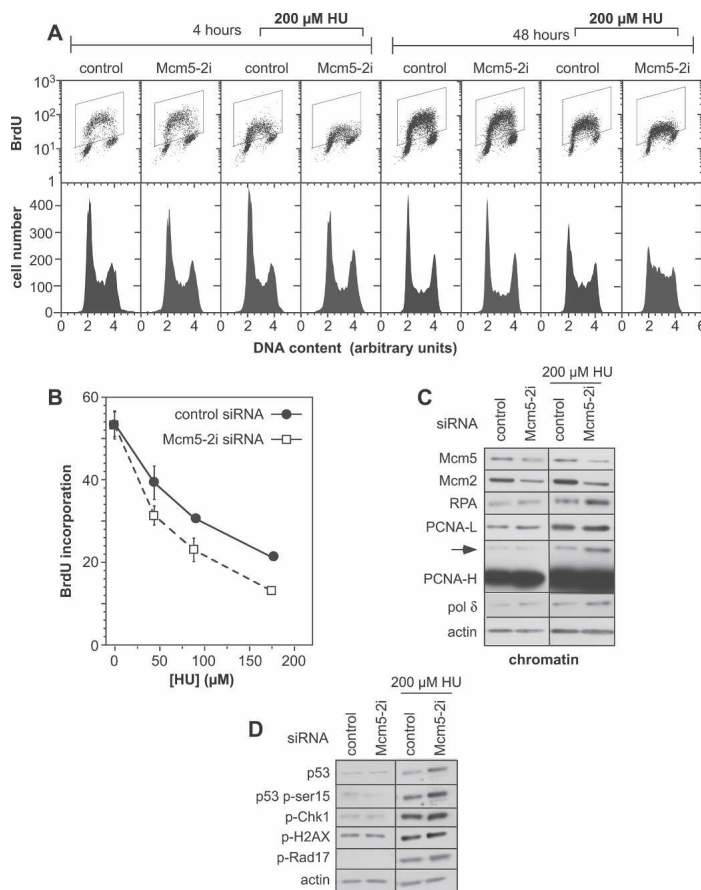 A
200 µM HU
200 µM HU
4 hours
48 hours
control Mcm5-2i control Mcm5-2i control Mcm5-2i control Mcm5-2i
BrdU
10³
10²
10¹
1
cell number
400
300
200
100
0
0 2 4 0 2 4 0 2 4 0 2 4 0 2 4 0 2 4 0 2 4 0 2 4 6
DNA content (arbitrary units)
B
control siRNA
Mcm5-2i siRNA
BrdU incorporation
60
40
20
0
0 50 100 150 200
[HU] (µM)
C
200 µM HU
siRNA
control
Mcm5-2i
control
Mcm5-2i
Mcm5
Mcm2
RPA
PCNA-L
PCNA-H
pol δ
actin
chromatin
D
200 µM HU
siRNA
control
Mcm5-2i
control
Mcm5-2i
p53
p53 p-ser15
p-Chk1
p-H2AX
p-Rad17
actin